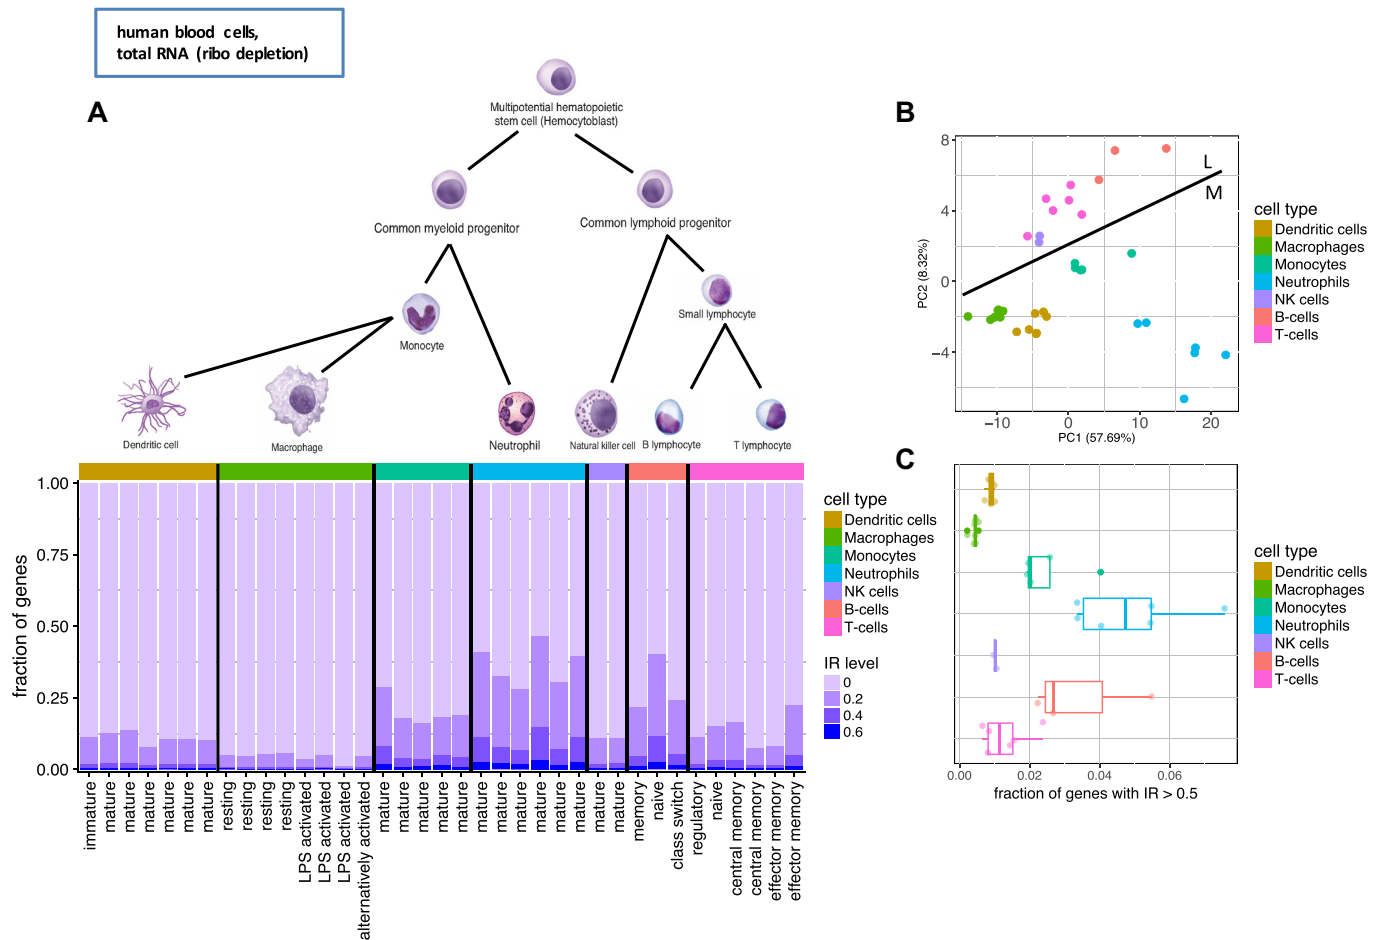 human blood cells,
total RNA (ribo depletion)
A
Multipotential hematopoietic
stem cell (Hemocytoblast)
Common myeloid progenitor
Common lymphoid progenitor
Small lymphocyte
Monocyte
Dendritic cell
Macrophage
Neutrophil
Natural killer cell
B lymphocyte
T lymphocyte
1.00
0.75
0.50
0.25
0.00
fraction of genes
immature
mature
mature
mature
mature
mature
mature
resting
resting
resting
resting
LPS activated
LPS activated
LPS activated
alternatively activated
mature
mature
mature
mature
mature
mature
mature
mature
mature
mature
mature
mature
mature
memory
naive
class switch
regulatory
naive
central memory
central memory
effector memory
effector memory
cell type
Dendritic cells
Macrophages
Monocytes
Neutrophils
NK cells
B-cells
T-cells
IR level
0
0.2
0.4
0.6
B
8
4
0
−4
PC2 (8.32%)
L
M
−10
0
10
20
PC1 (57.69%)
cell type
Dendritic cells
Macrophages
Monocytes
Neutrophils
NK cells
B-cells
T-cells
C
0.00
0.02
0.04
0.06
fraction of genes with IR > 0.5
cell type
Dendritic cells
Macrophages
Monocytes
Neutrophils
NK cells
B-cells
T-cells